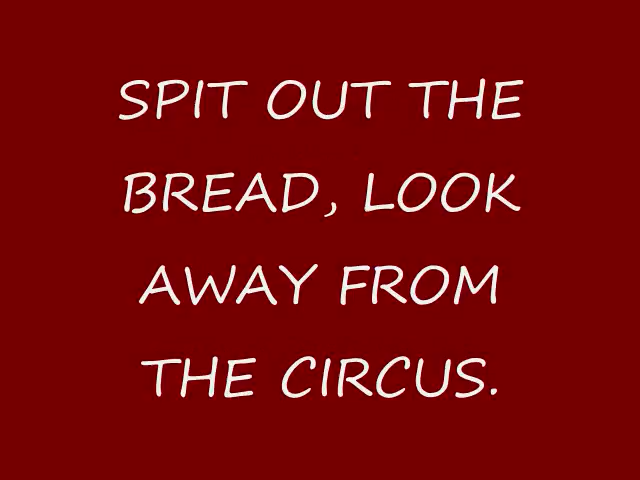 SPIT OUT THE
BREAD, LOOK
AWAY FROM
THE CIRCUS.